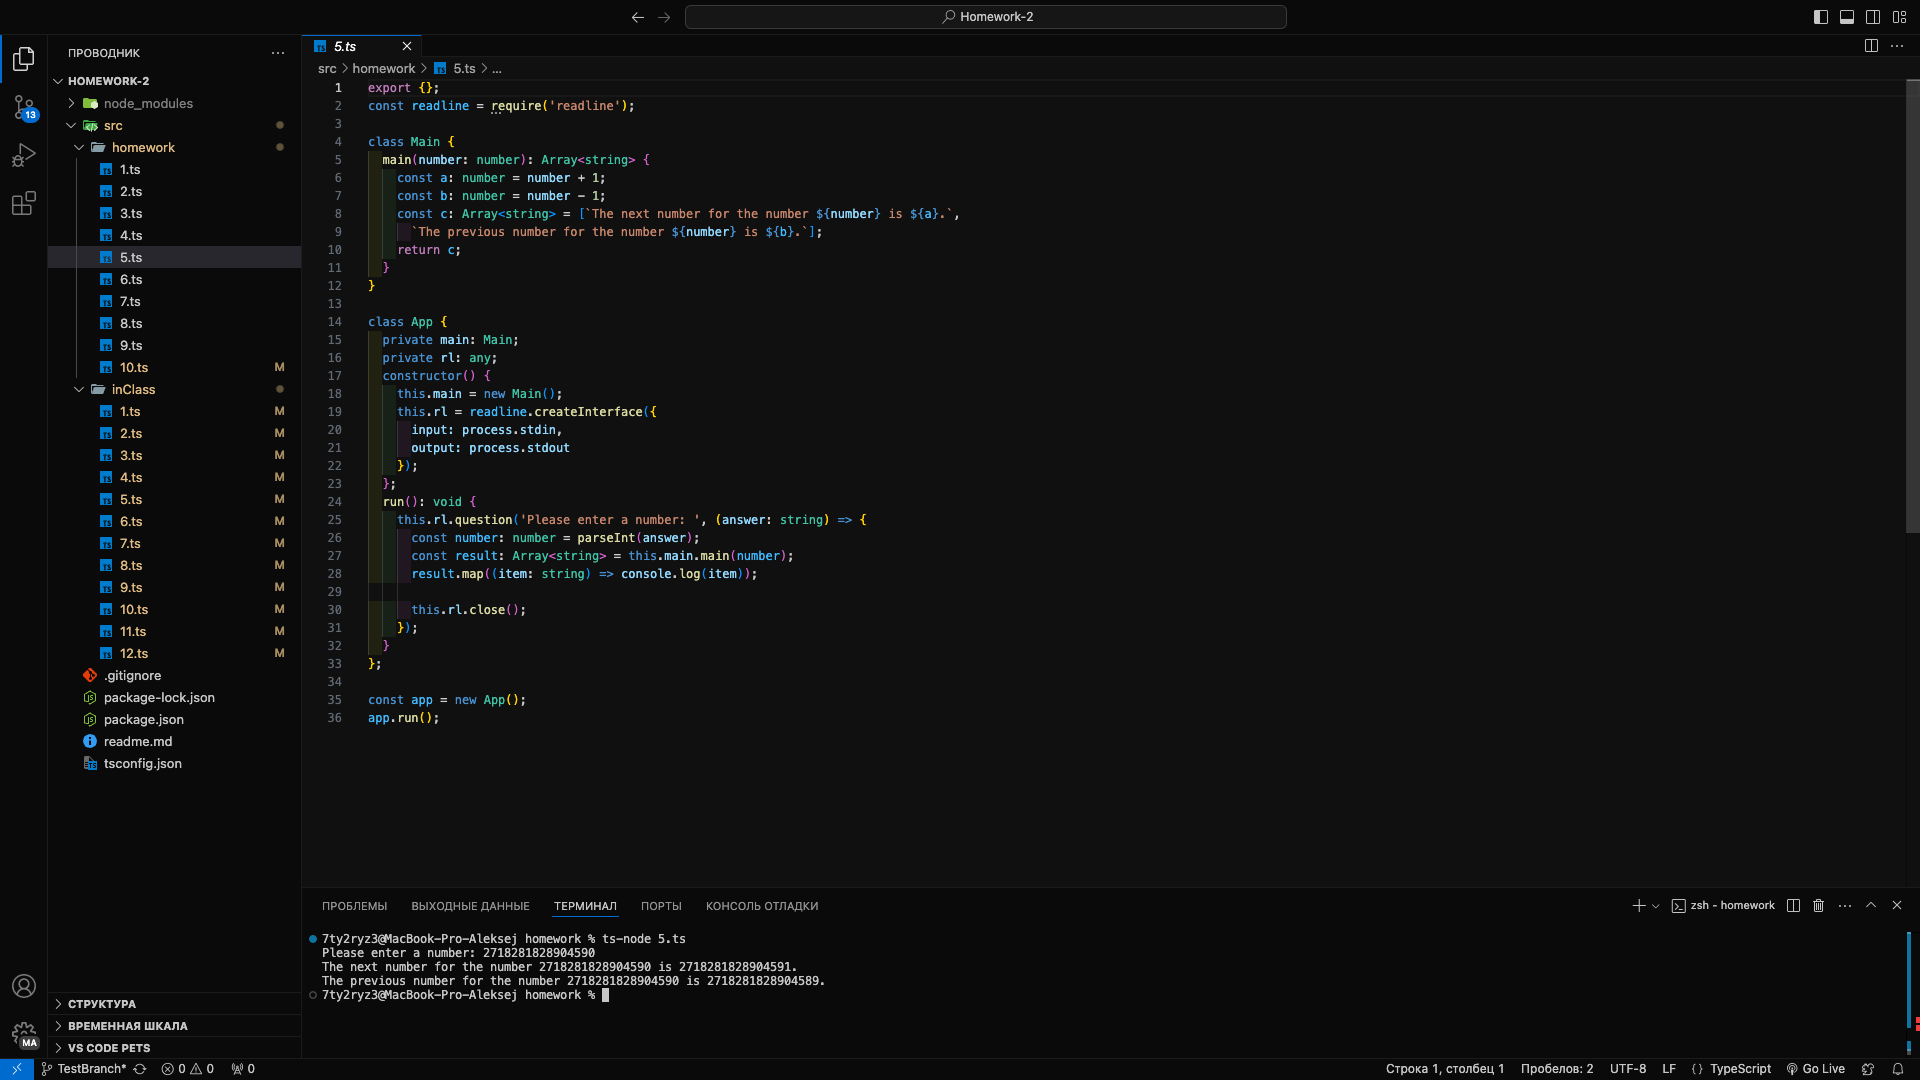 Homework-2
ПРОВОДНИК
HOMEWORK-2
node_modules
src
homework
1.ts
2.ts
3.ts
4.ts
5.ts
6.ts
7.ts
8.ts
9.ts
10.ts M
inClass
1.ts M
2.ts M
3.ts M
4.ts M
5.ts M
6.ts M
7.ts M
8.ts M
9.ts M
10.ts M
11.ts M
12.ts M
.gitignore
package-lock.json
package.json
readme.md
tsconfig.json
СТРУКТУРА
ВРЕМЕННАЯ ШКАЛА
VS CODE PETS
13
MA
5.ts
src > homework > TS 5.ts > ...
1 export {};
2 const readline = require('readline');
3
4 class Main {
5 main(number: number): Array<string> {
6 const a: number = number + 1;
7 const b: number = number - 1;
8 const c: Array<string> = [`The next number for the number ${number} is ${a}.`,
9 `The previous number for the number ${number} is ${b}.`];
10 return c;
11 }
12 }
13
14 class App {
15 private main: Main;
16 private rl: any;
17 constructor() {
18 this.main = new Main();
19 this.rl = readline.createInterface({
20 input: process.stdin,
21 output: process.stdout
22 });
23 };
24 run(): void {
25 this.rl.question('Please enter a number: ', (answer: string) => {
26 const number: number = parseInt(answer);
27 const result: Array<string> = this.main.main(number);
28 result.map((item: string) => console.log(item));
29
30 this.rl.close();
31 });
32 }
33 };
34
35 const app = new App();
36 app.run();
ПРОБЛЕМЫ ВЫХОДНЫЕ ДАННЫЕ ТЕРМИНАЛ ПОРТЫ КОНСОЛЬ ОТЛАДКИ
zsh - homework
7ty2ryz3@MacBook-Pro-Aleksej homework % ts-node 5.ts
Please enter a number: 2718281828904590
The next number for the number 2718281828904590 is 2718281828904591.
The previous number for the number 2718281828904590 is 2718281828904589.
7ty2ryz3@MacBook-Pro-Aleksej homework %
TestBranch* 0 0 0
Строка 1, столбец 1 Пробелов: 2 UTF-8 LF {} TypeScript Go Live